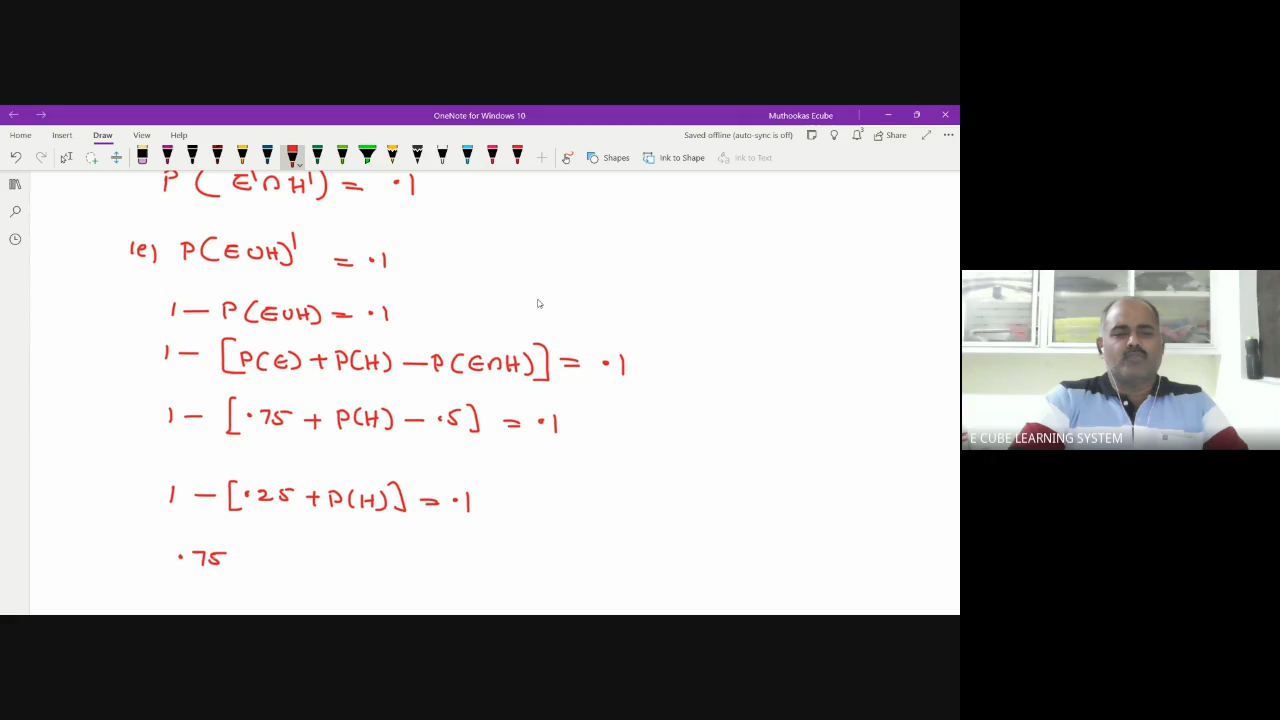 OneNote for Windows 10
Muthookas Ecube
Home Insert Draw View Help
Saved offline (auto-sync is off)
3
Share
Shapes
Ink to Shape
Ink to Text
P ( E'∩H') = .1
(e) P(E∪H)' = .1
1 — P(E∪H) = .1
1 — [P(E) + P(H) — P(E∩H)] = .1
1 — [.75 + P(H) — .5] = .1
1 — [.25 + P(H)] = .1
.75
E CUBE LEARNING SYSTEM